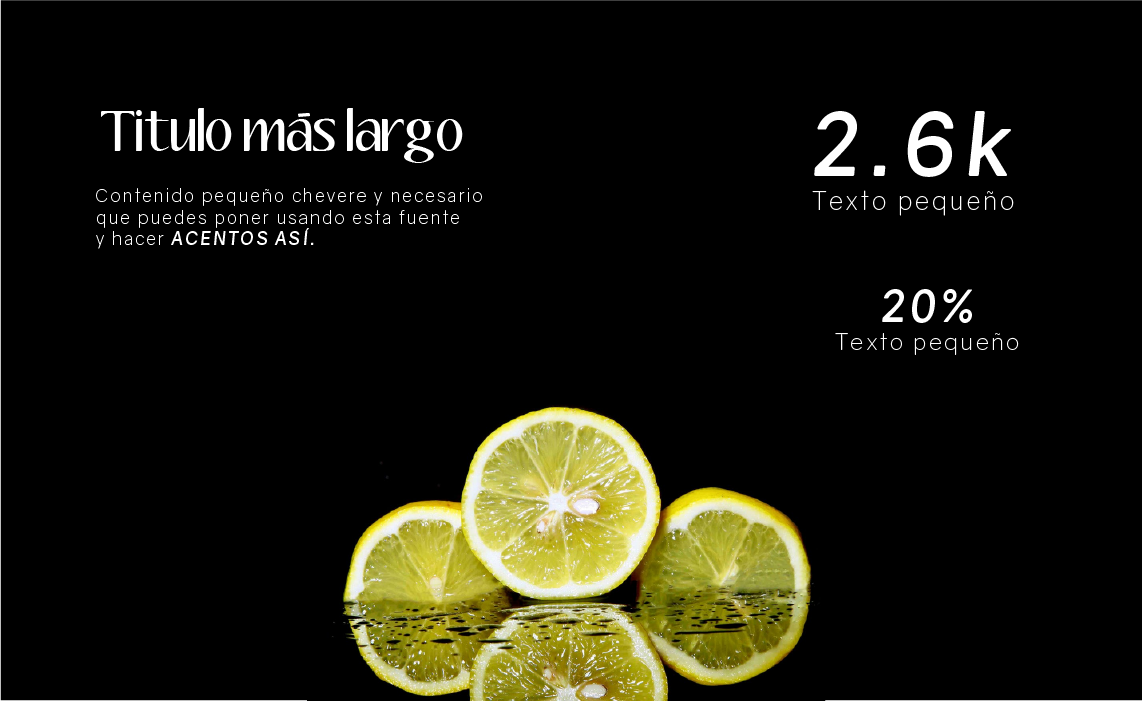 Titulo más largo
Contenido pequeño chevere y necesario
que puedes poner usando esta fuente
y hacer ACENTOS ASÍ.
2.6k
Texto pequeño
20%
Texto pequeño